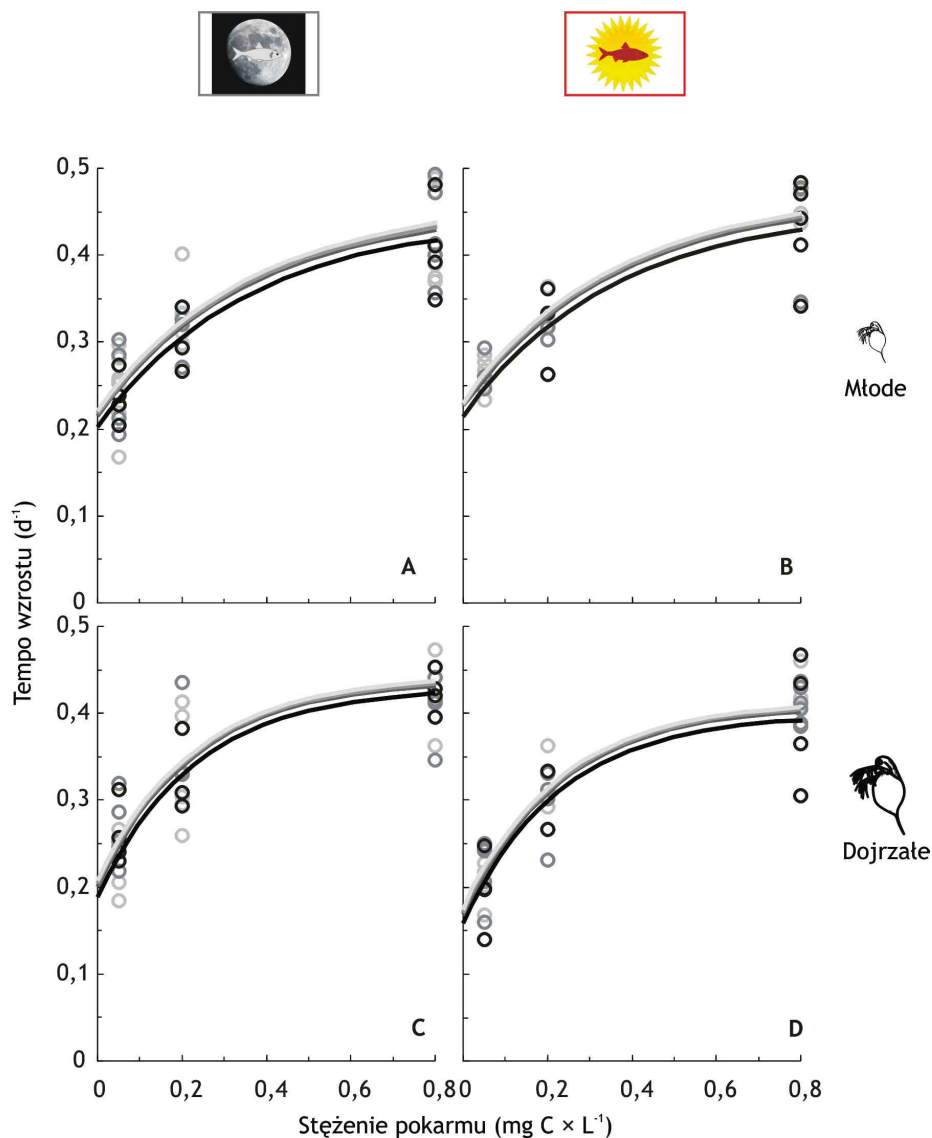 0,5
0,4
0,3
0,2
0,1
0
A
B
Młode
Tempo wzrostu (d⁻¹)
0,5
0,4
0,3
0,2
0,1
0
C
D
Dojrzałe
0 0,2 0,4 0,6 0,8 0 0,2 0,4 0,6 0,8
Stężenie pokarmu (mg C × L⁻¹)